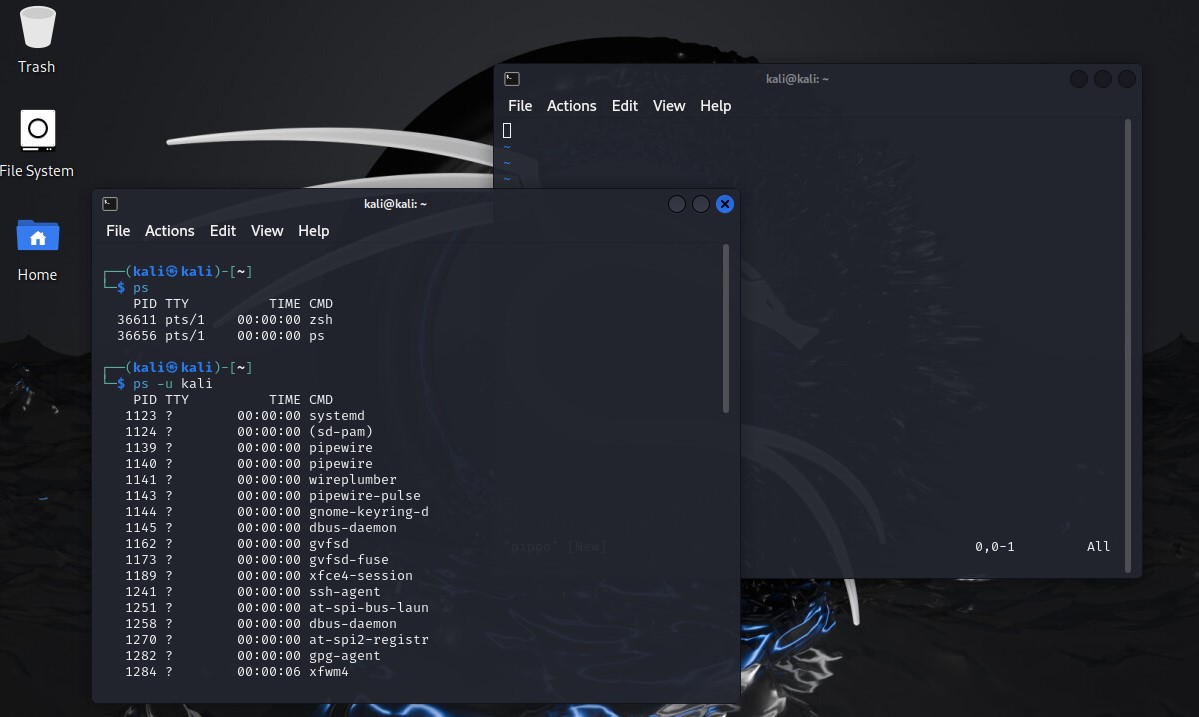 Trash
File System
Home
kali@kali: ~
File Actions Edit View Help
~
~
~
"pippo" [New]
0,0-1 All
kali@kali: ~
File Actions Edit View Help
┌──(kali㉿kali)-[~]
└─$ ps
PID TTY TIME CMD
36611 pts/1 00:00:00 zsh
36656 pts/1 00:00:00 ps
┌──(kali㉿kali)-[~]
└─$ ps -u kali
PID TTY TIME CMD
1123 ? 00:00:00 systemd
1124 ? 00:00:00 (sd-pam)
1139 ? 00:00:00 pipewire
1140 ? 00:00:00 pipewire
1141 ? 00:00:00 wireplumber
1143 ? 00:00:00 pipewire-pulse
1144 ? 00:00:00 gnome-keyring-d
1145 ? 00:00:00 dbus-daemon
1162 ? 00:00:00 gvfsd
1173 ? 00:00:00 gvfsd-fuse
1189 ? 00:00:00 xfce4-session
1241 ? 00:00:00 ssh-agent
1251 ? 00:00:00 at-spi-bus-laun
1258 ? 00:00:00 dbus-daemon
1270 ? 00:00:00 at-spi2-registr
1282 ? 00:00:00 gpg-agent
1284 ? 00:00:06 xfwm4